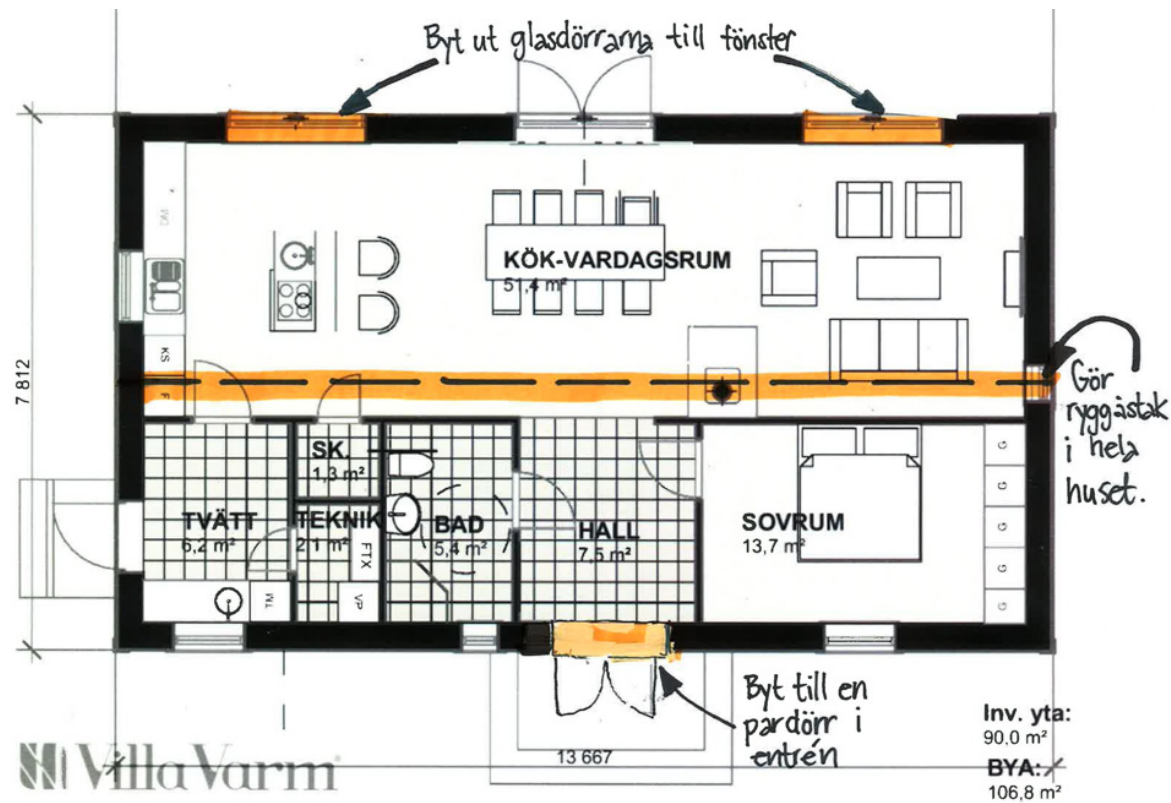 Byt ut glasdörrarna till fönster
KÖK-VARDAGSRUM
51,4 m²
KS
F
7 812
Gör
ryggåstak
i hela
huset.
SK.
1,3 m²
TVÄTT
6,2 m²
TEKNIK
2,1 m²
BAD
5,4 m²
HALL
7,5 m²
SOVRUM
13,7 m²
G
G
G
G
G
FTX
VP
Byt till en
pardörr i
entrén
13 667
Inv. yta:
90,0 m²
BYA:
106,8 m²
Villa Varm